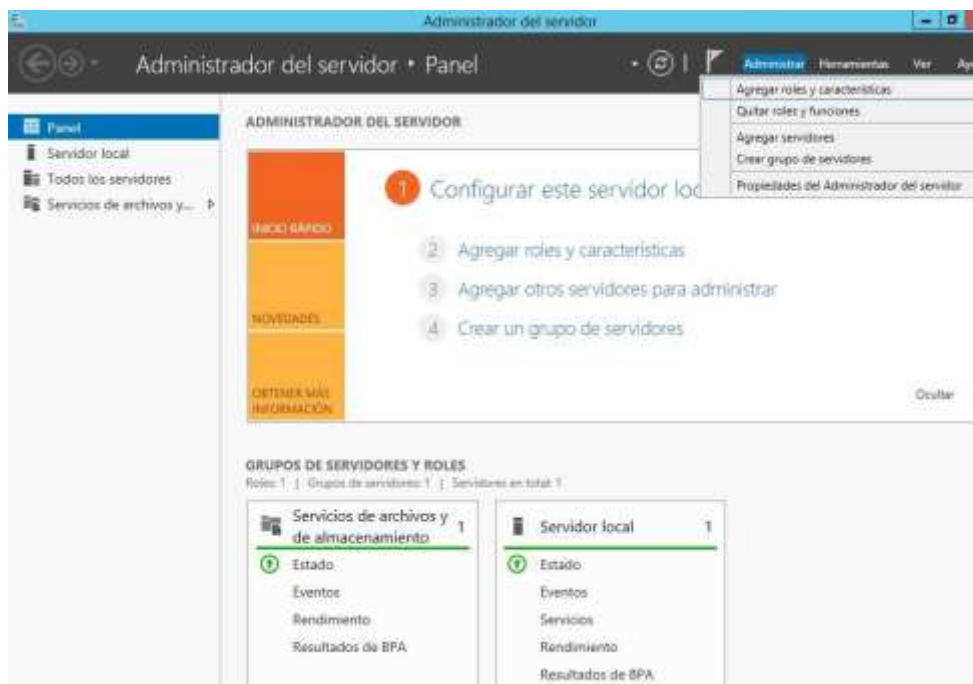 Administrador del servidor
Administrador del servidor • Panel
Administrar Herramientas Ver
Agregar roles y características
Quitar roles y funciones
Agregar servidores
Crear grupo de servidores
Propiedades del Administrador del servidor
Panel
Servidor local
Todos los servidores
Servicios de archivos y...
ADMINISTRADOR DEL SERVIDOR
INICIO RÁPIDO
NOVEDADES
OBTENER MÁS INFORMACIÓN
1 Configurar este servidor loc
2 Agregar roles y características
3 Agregar otros servidores para administrar
4 Crear un grupo de servidores
Ocultar
GRUPOS DE SERVIDORES Y ROLES
Roles: 1 | Grupos de servidores: 1 | Servidores en total: 1
Servicios de archivos y de almacenamiento 1
Estado
Eventos
Rendimiento
Resultados de BPA
Servidor local 1
Estado
Eventos
Servicios
Rendimiento
Resultados de BPA